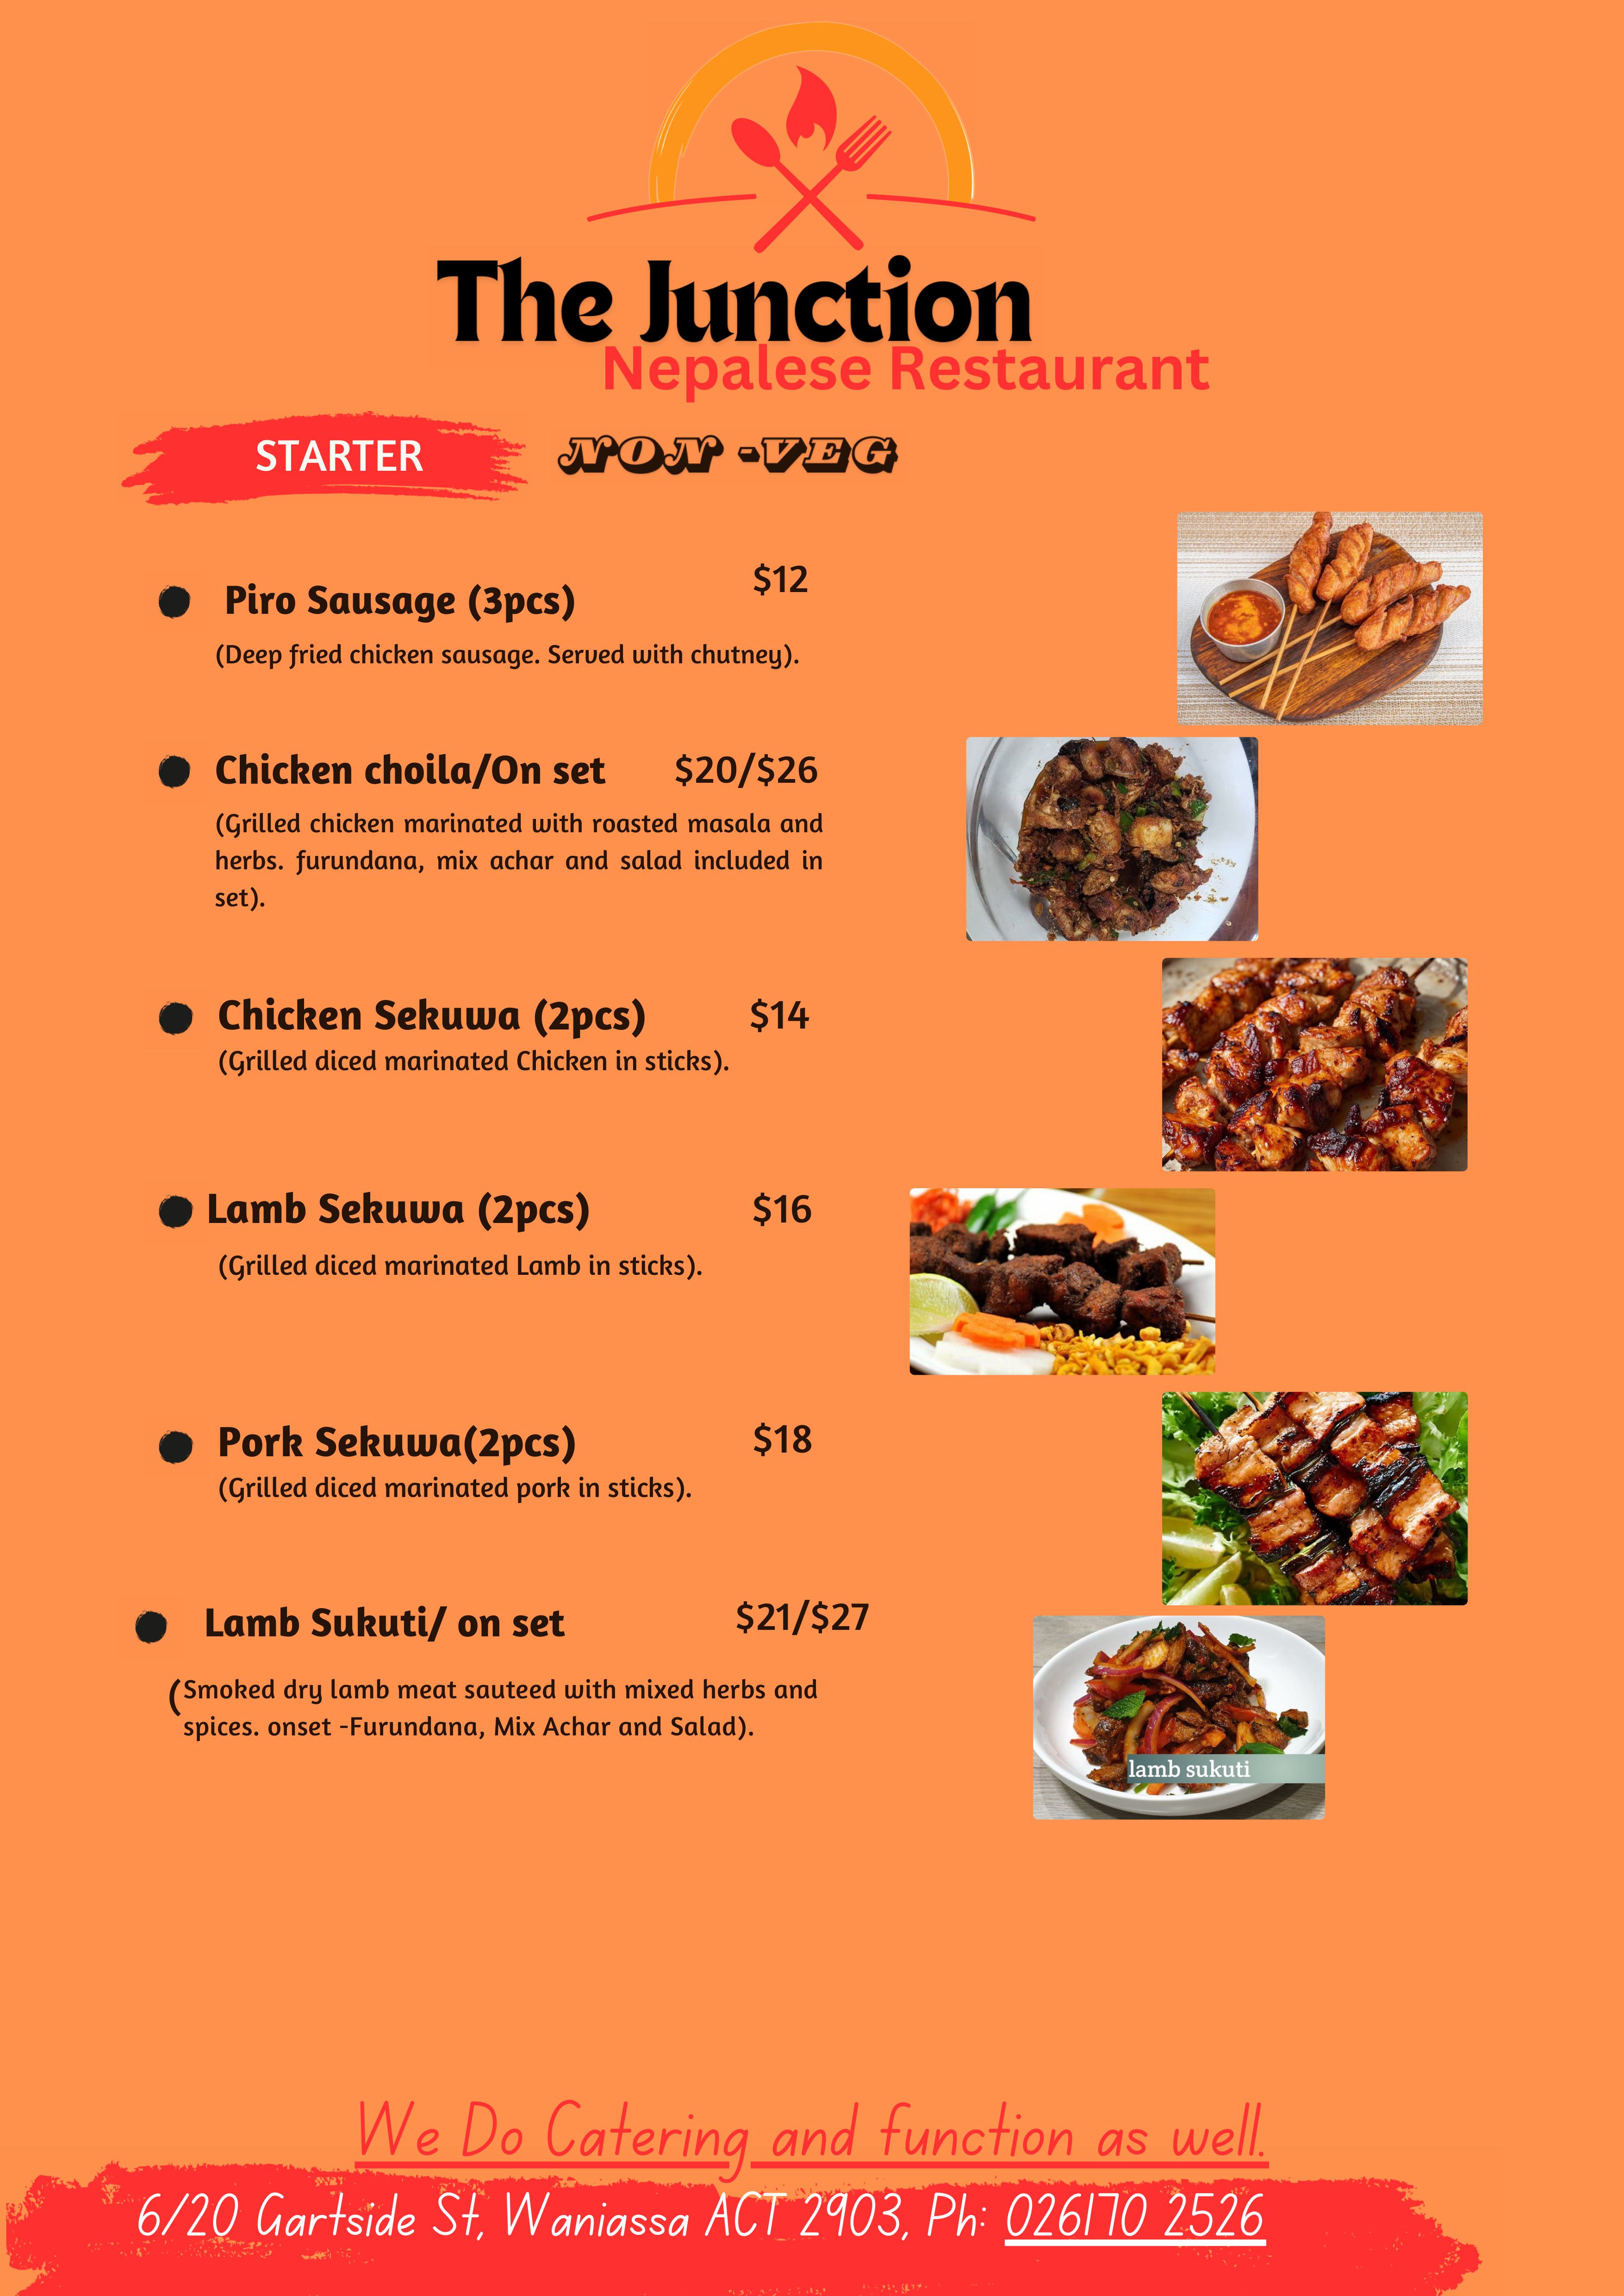 The Junction
Nepalese Restaurant
STARTER
NON -VEG
Piro Sausage (3pcs) $12
(Deep fried chicken sausage. Served with chutney).
Chicken choila/On set $20/$26
(Grilled chicken marinated with roasted masala and
herbs. furundana, mix achar and salad included in
set).
Chicken Sekuwa (2pcs) $14
(Grilled diced marinated Chicken in sticks).
Lamb Sekuwa (2pcs) $16
(Grilled diced marinated Lamb in sticks).
Pork Sekuwa(2pcs) $18
(Grilled diced marinated pork in sticks).
Lamb Sukuti/ on set $21/$27
(Smoked dry lamb meat sauteed with mixed herbs and
spices. onset -Furundana, Mix Achar and Salad).
lamb sukuti
We Do Catering and function as well.
6/20 Gartside St, Waniassa ACT 2903, Ph: 026170 2526